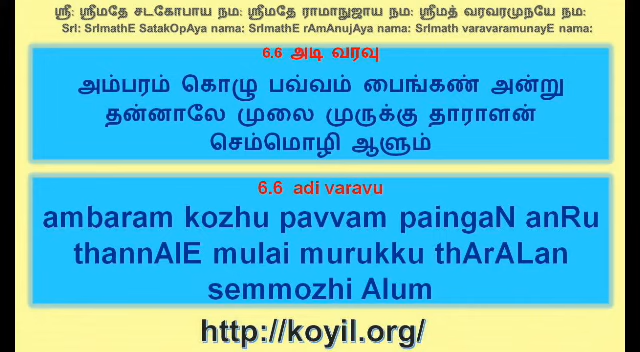 ஸ்ரீ: ஸ்ரீமதே சடகோபாய நம: ஸ்ரீமதே ராமாநுஜாய நம: ஸ்ரீமத் வரவரமுநயே நம:
SrI: SrImathE SatakOpAya nama: SrImathE rAmAnujAya nama: SrImath varavaramunayE nama:
6.6 அடி வரவு
அம்பரம் கொழு பவ்வம் பைங்கண் அன்று
தன்னாலே முலை முருக்கு தாராளன்
செம்மொழி ஆளும்
6.6 adi varavu
ambaram kozhu pavvam paingaN anRu
thannAlE mulai murukku thArALan
semmozhi Alum
http://koyil.org/